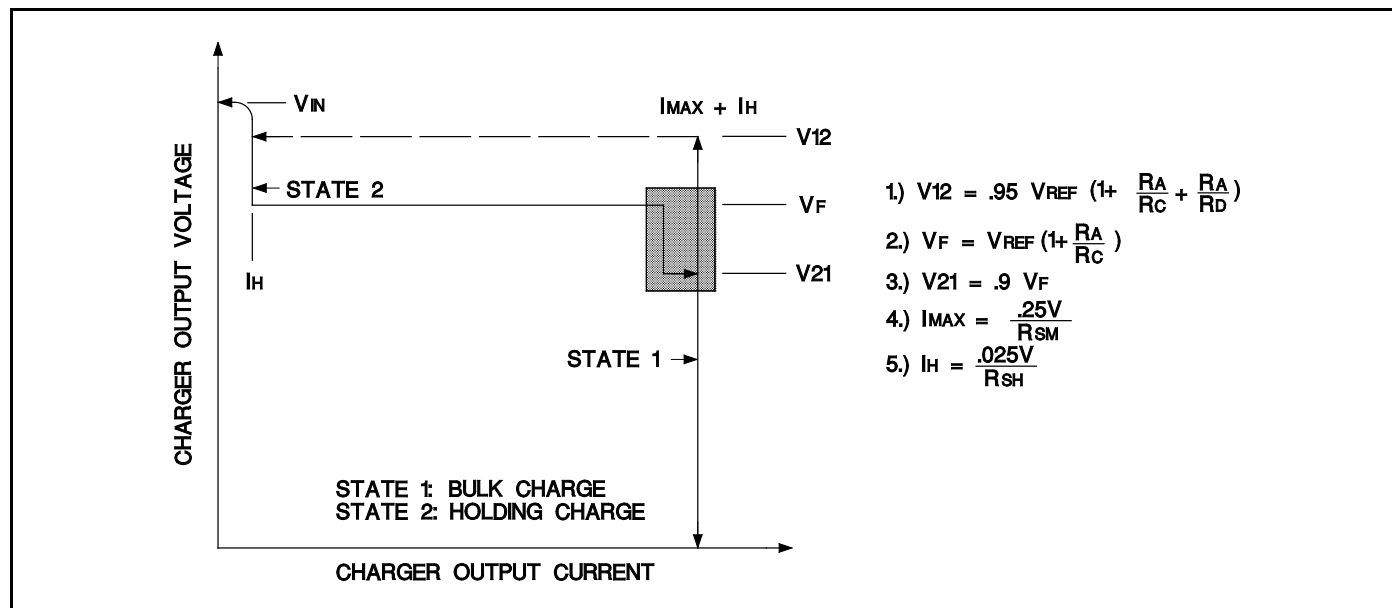 VIN
IMAX + IH
V12
STATE 2
VF
IH
V21
STATE 1
CHARGER OUTPUT VOLTAGE
STATE 1: BULK CHARGE
STATE 2: HOLDING CHARGE
CHARGER OUTPUT CURRENT
1.) V12 = .95 VREF (1+ RA/RC + RA/RD)
2.) VF = VREF (1+ RA/RC)
3.) V21 = .9 VF
4.) IMAX = .25V/RSM
5.) IH = .025V/RSH